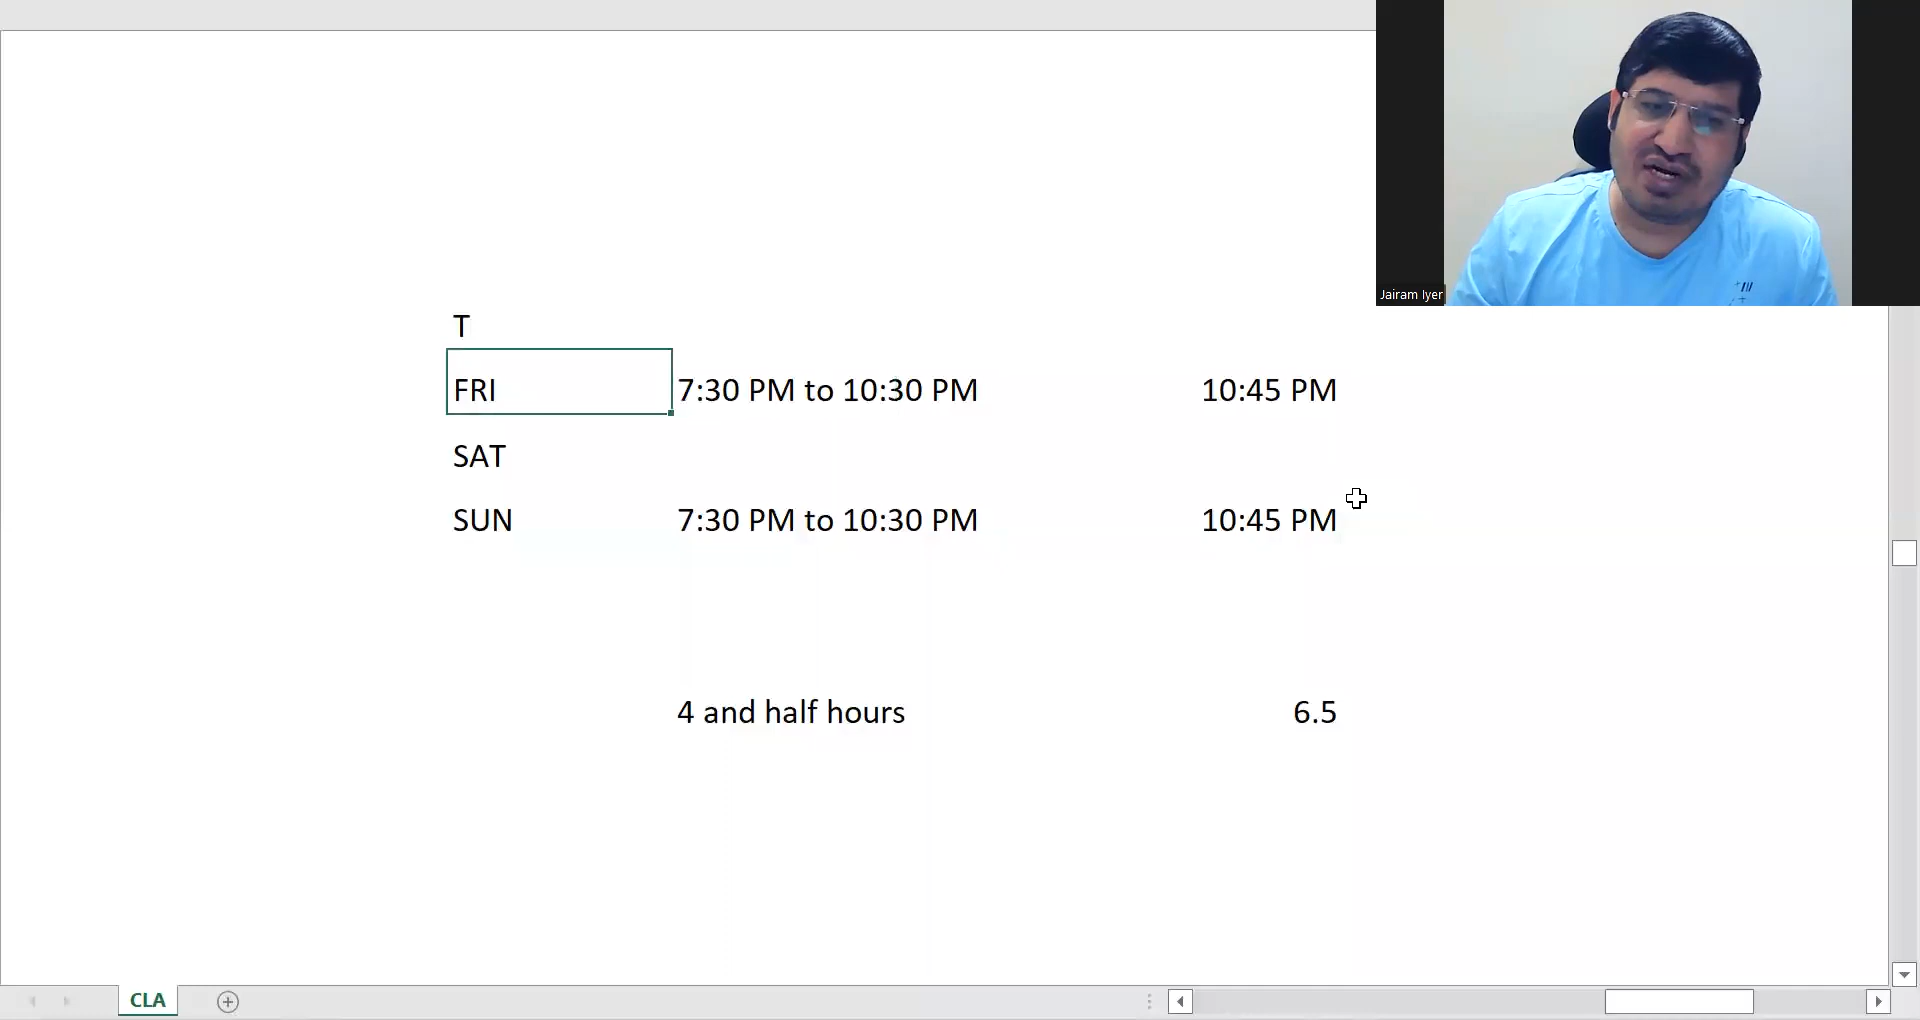 Jairam Iyer
T
FRI 7:30 PM to 10:30 PM 10:45 PM
SAT
SUN 7:30 PM to 10:30 PM 10:45 PM
4 and half hours 6.5
CLA